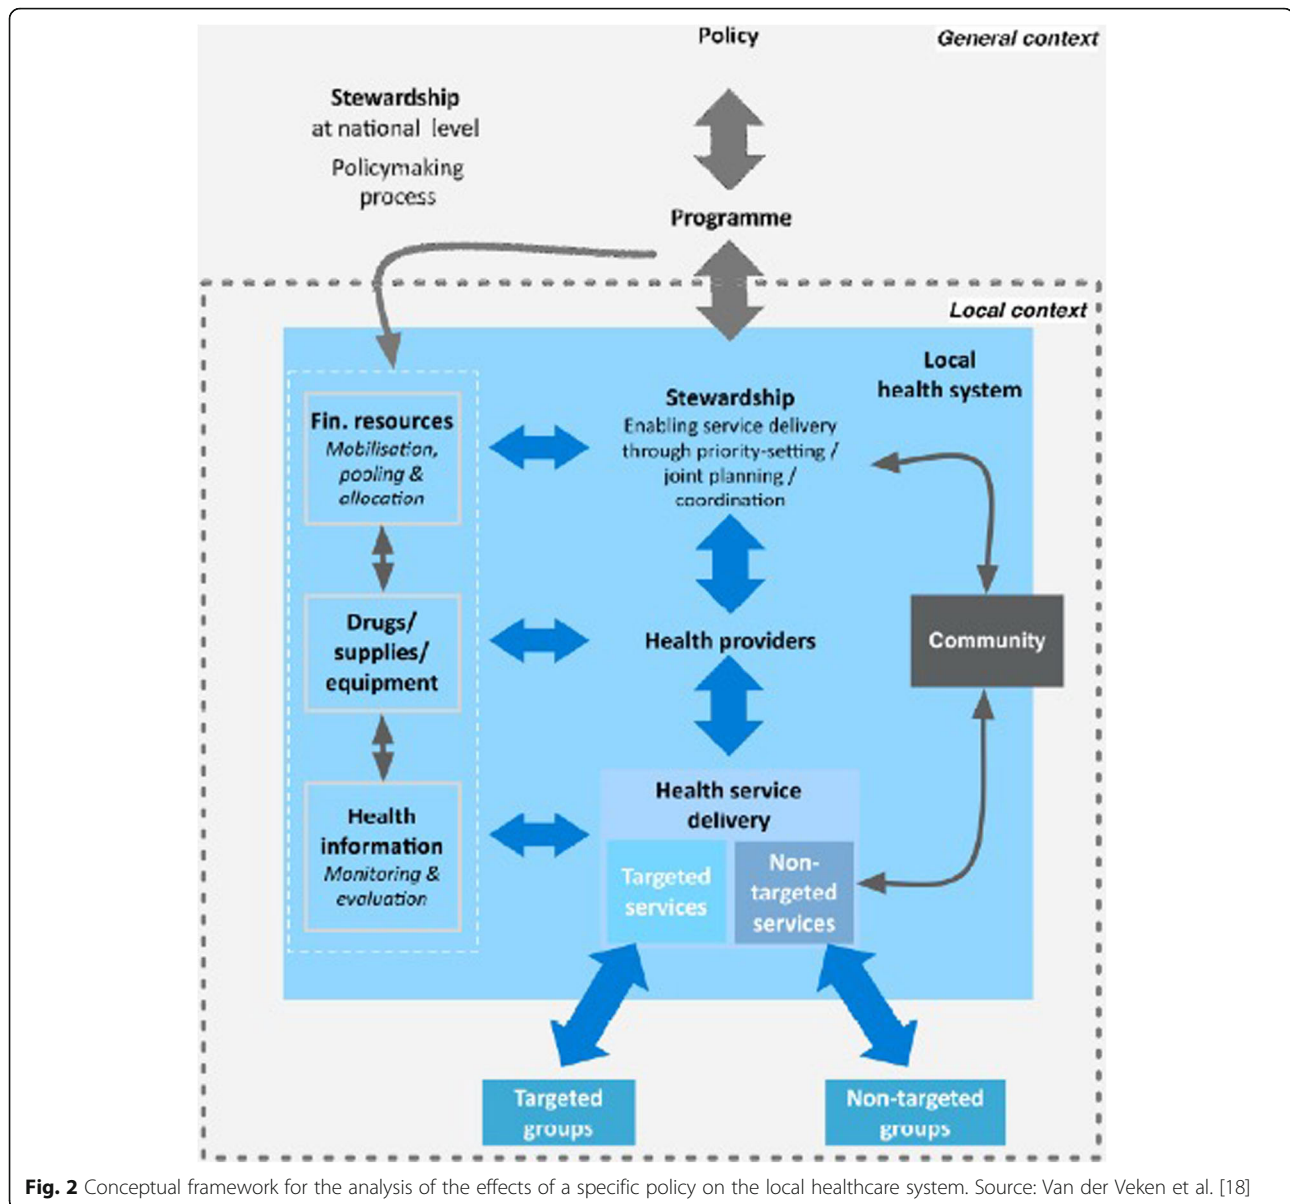 Policy
General context
Stewardship
at national level
Policymaking
process
Programme
Local context
Local
health system
Fin. resources
Mobilisation,
pooling &
allocation
Stewardship
Enabling service delivery
through priority-setting /
joint planning /
coordination
Drugs/
supplies/
equipment
Health providers
Community
Health
information
Monitoring &
evaluation
Health service
delivery
Targeted
services
Non-
targeted
services
Targeted
groups
Non-targeted
groups
Fig. 2 Conceptual framework for the analysis of the effects of a specific policy on the local healthcare system. Source: Van der Veken et al. [18]